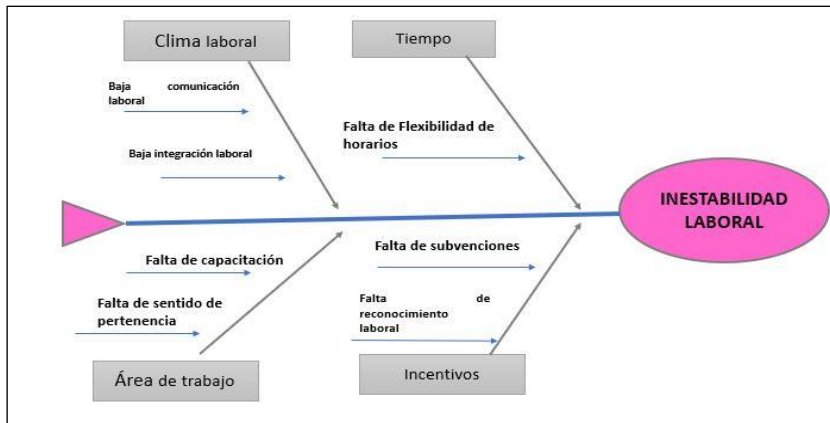 Clima laboral
Tiempo
Baja comunicación
laboral
Falta de Flexibilidad de
horarios
Baja integración laboral
INESTABILIDAD
LABORAL
Falta de subvenciones
Falta de capacitación
Falta de sentido de
pertenencia
Falta de
reconocimiento
laboral
Área de trabajo
Incentivos